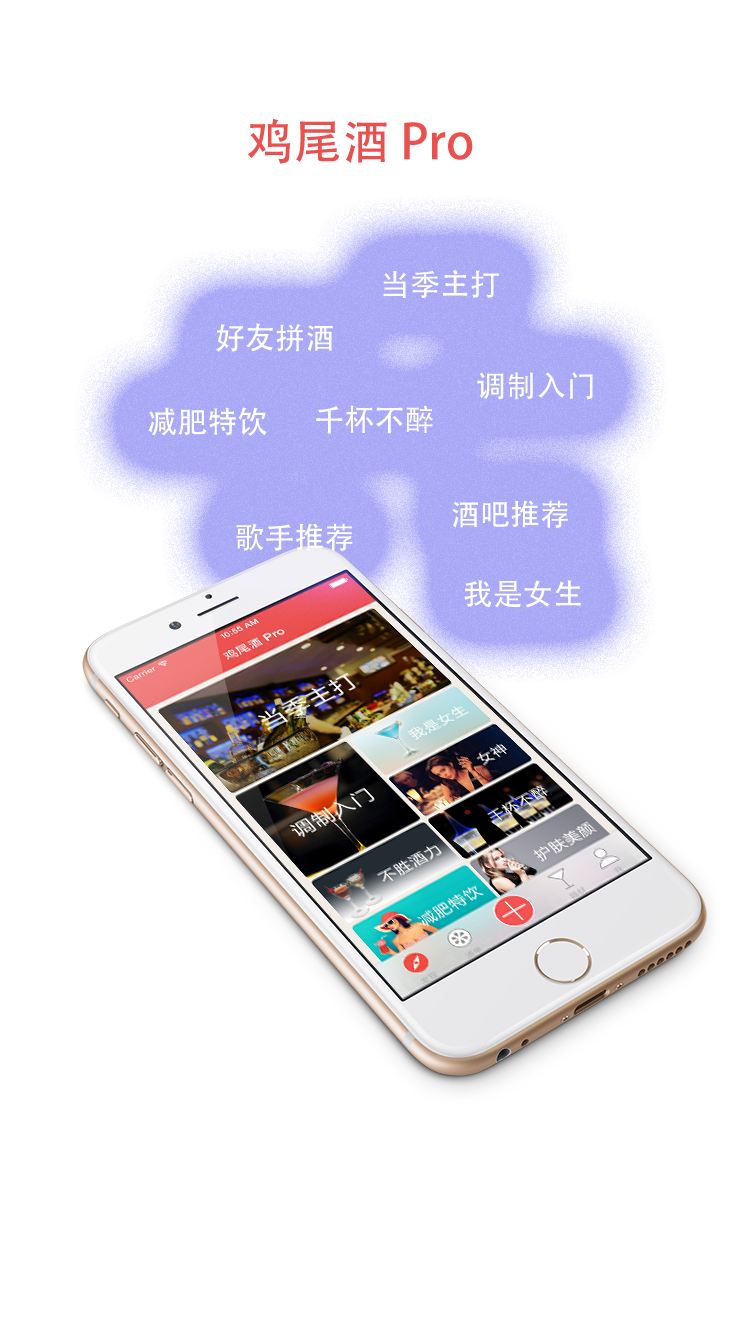 鸡尾酒 Pro
当季主打
好友拼酒
调制入门
减肥特饮
千杯不醉
酒吧推荐
歌手推荐
我是女生
Carrier
10:55 AM
鸡尾酒 Pro
当季主打
我是女生
调制入门
女神
千杯不醉
不胜酒力
护肤美颜
减肥特饮